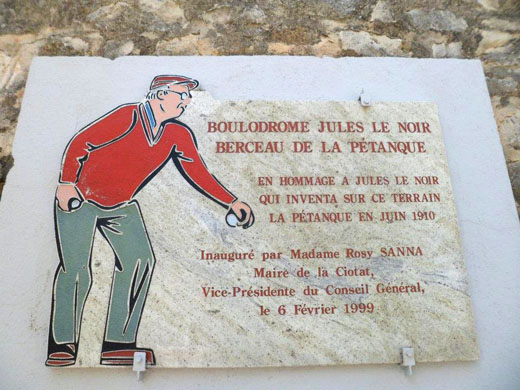 BOULODROME JULES LE NOIR
BERCEAU DE LA PÉTANQUE
EN HOMMAGE A JULES LE NOIR
QUI INVENTA SUR CE TERRAIN
LA PÉTANQUE EN JUIN 1910
Inauguré par Madame Rosy SANNA
Maire de la Ciotat,
Vice-Présidente du Conseil Général,
le 6 Février 1999